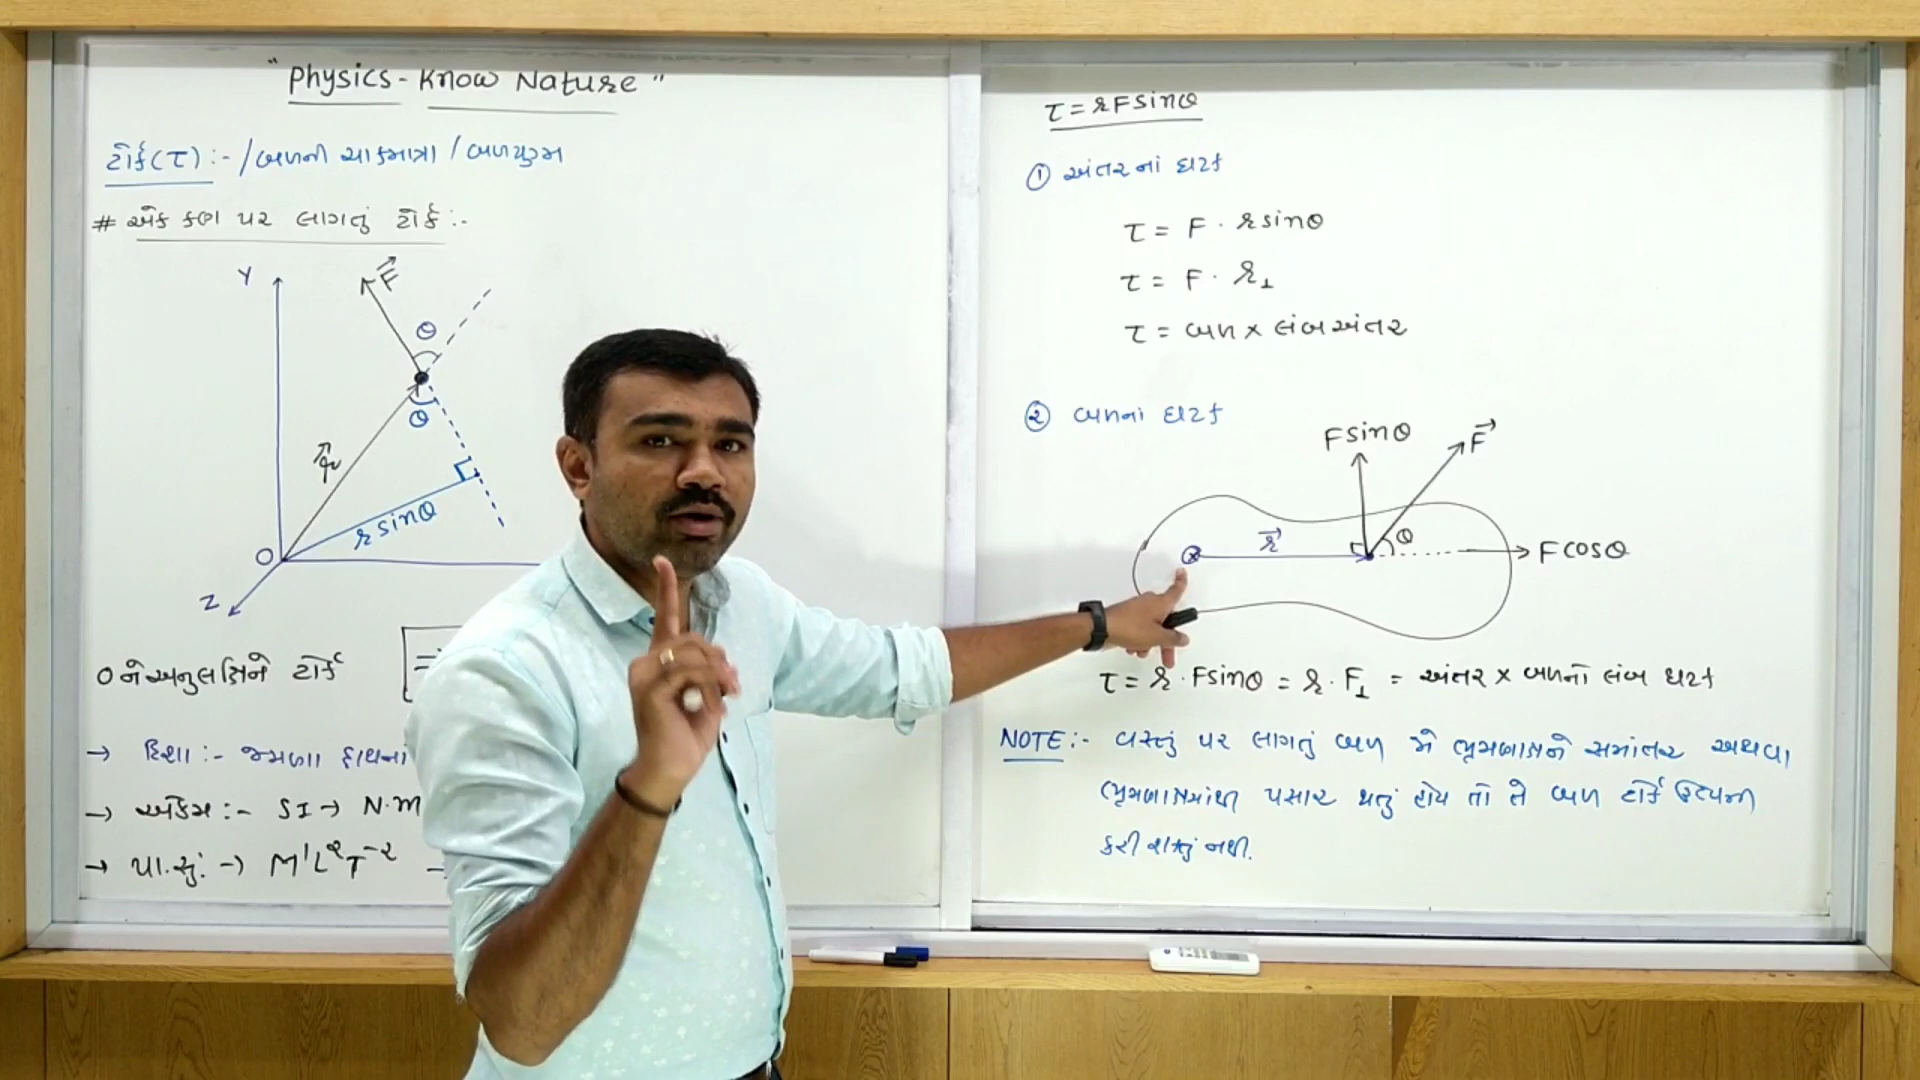 "Physics - Know Nature"
ટોર્ક (τ) :- / બળની ચાકમાત્રા / બળયુગ્મ
# એક કણ પર લાગતું ટોર્ક :-
Y
F⃗
θ
θ
r⃗
r sinθ
O
Z
O ને અનુલક્ષિને ટોર્ક
=
→ દિશા :- જમણા હાથનાં
→ એકમ :- SI → N.m
→ પા.સૂ: → M¹L²T⁻²
τ = rFsinθ
① અંતરનાં ઘટક
τ = F · rsinθ
τ = F · r⊥
τ = બળ × લંબઅંતર
② બળનાં ઘટક
Fsinθ
F⃗
r⃗
θ
Fcosθ
τ = r · Fsinθ = r · F⊥ = અંતર × બળનો લંબ ઘટક
NOTE :- વસ્તું પર લાગતું બળ જો ભ્રમણાક્ષને સમાંતર અથવા
ભ્રમણાક્ષમાંથી પસાર થતું હોય તો તે બળ ટોર્ક ઉત્પન્ન
કરી શકતું નથી.